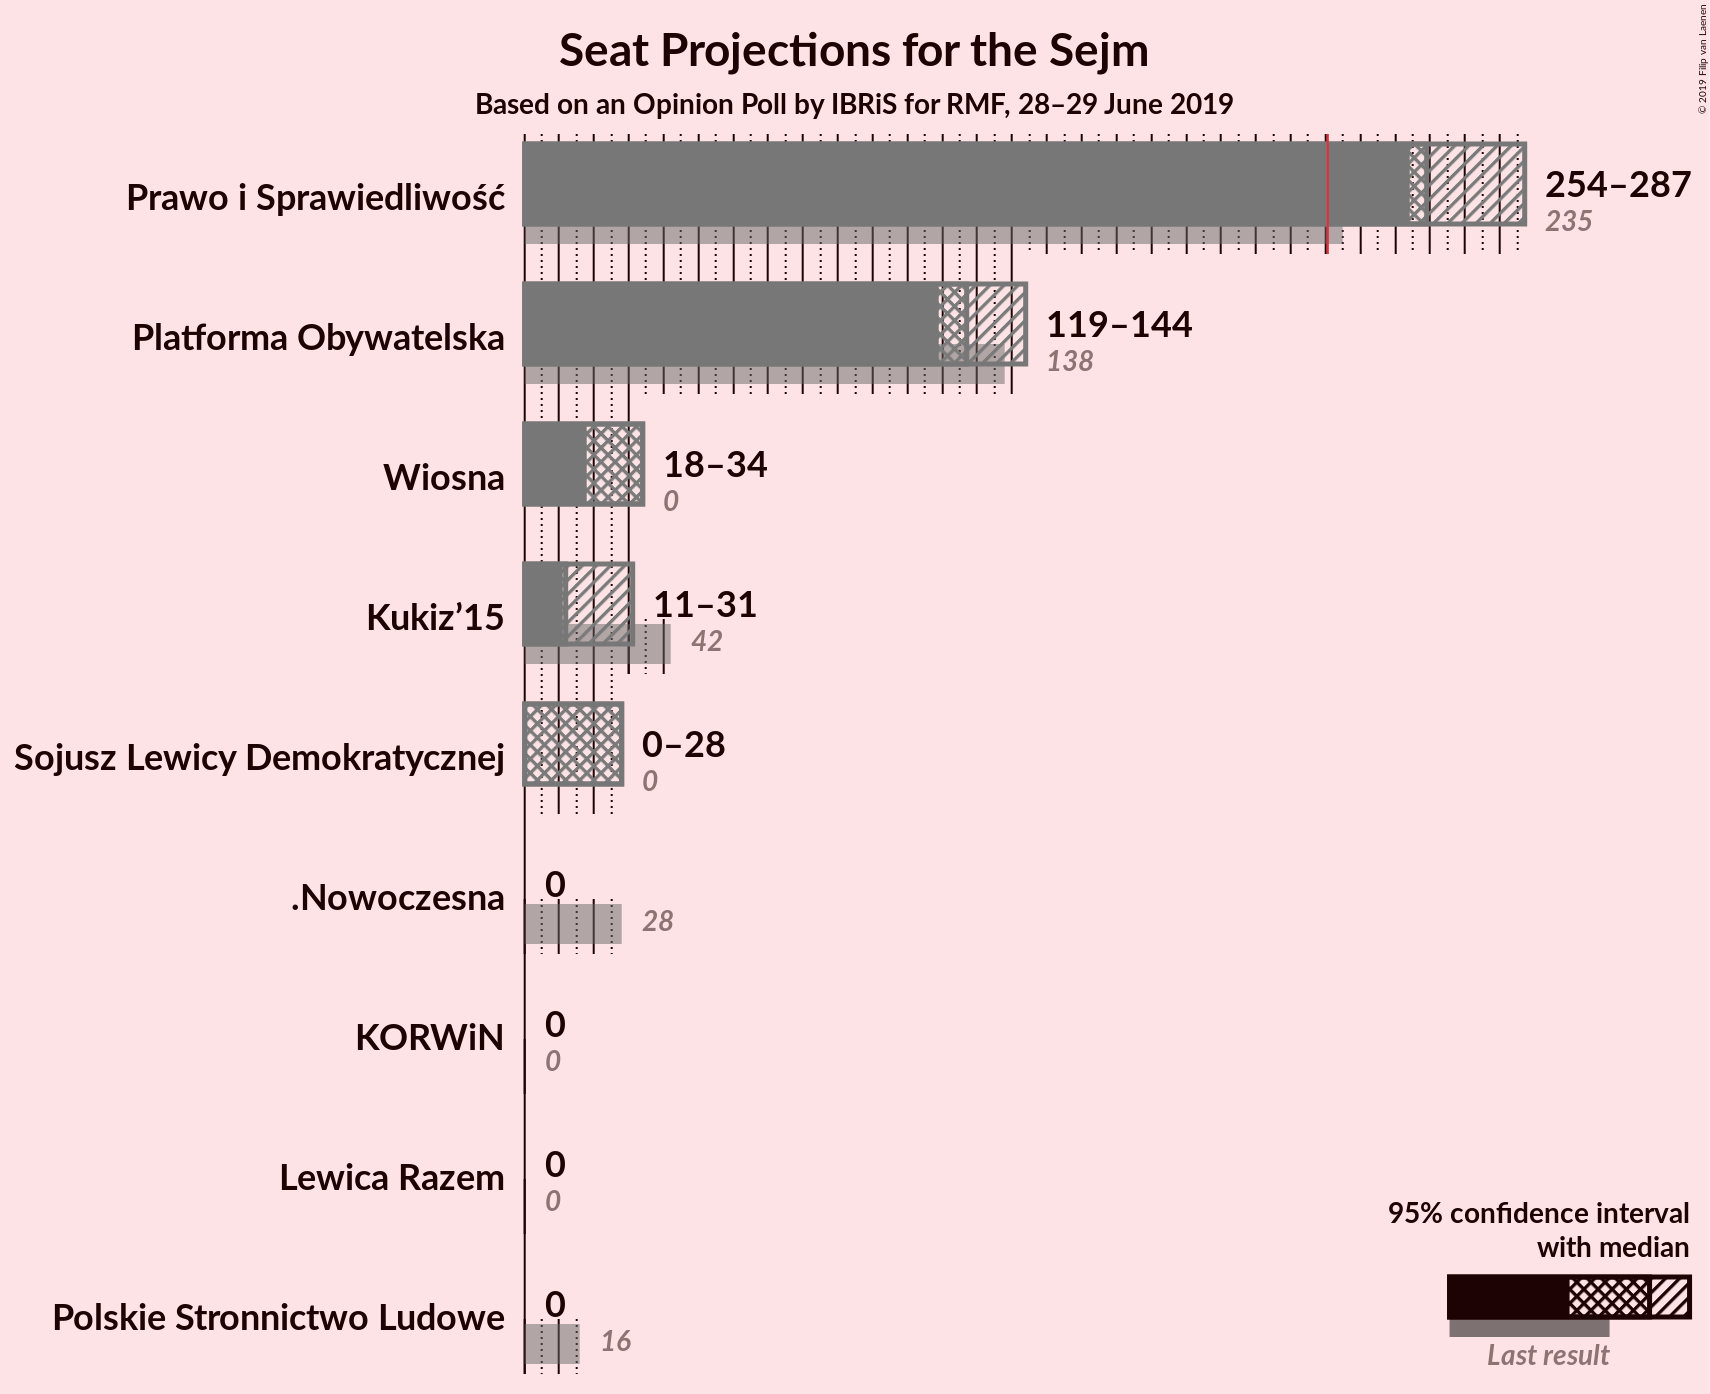 Seat Projections for the Sejm
Based on an Opinion Poll by IBRiS for RMF, 28–29 June 2019
© 2019 Filip van Laenen
Prawo i Sprawiedliwość
254–287
235
Platforma Obywatelska
119–144
138
Wiosna
18–34
0
Kukiz’15
11–31
42
Sojusz Lewicy Demokratycznej
0–28
0
.Nowoczesna
0
28
KORWiN
0
0
Lewica Razem
0
0
Polskie Stronnictwo Ludowe
0
16
95% confidence interval
with median
Last result